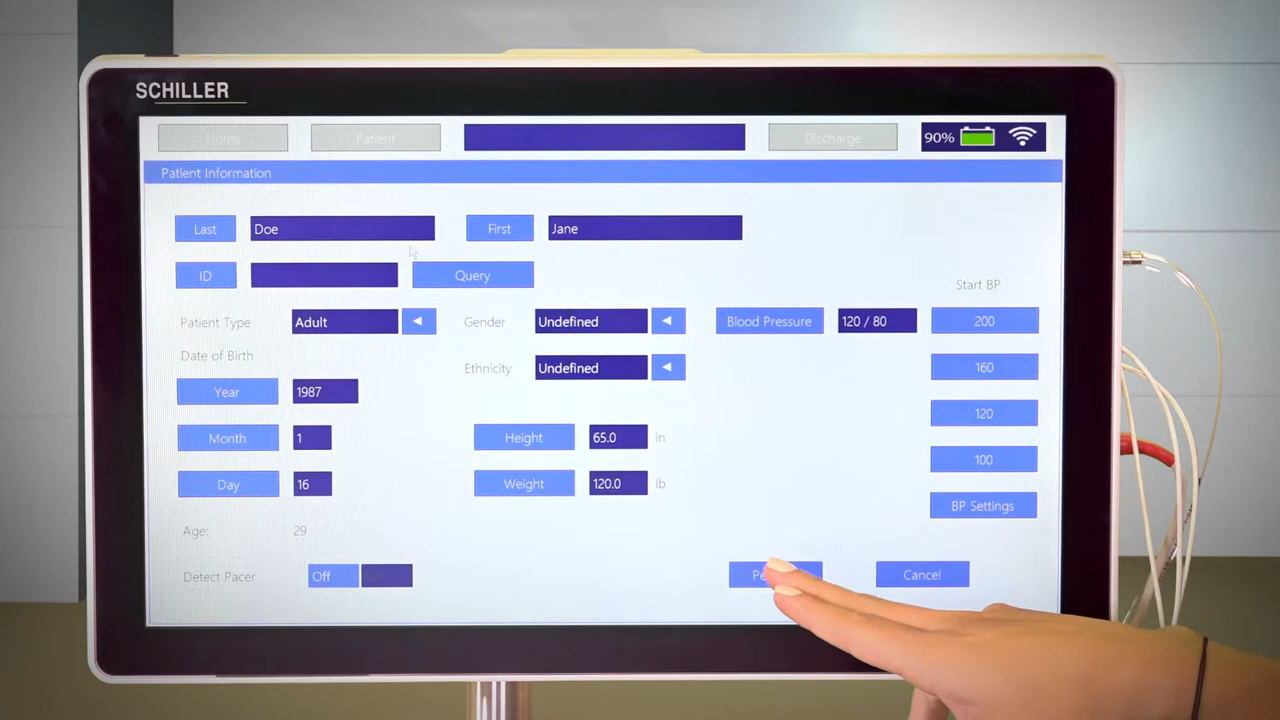 SCHILLER
Home Patient Discharge 90%
Patient Information
Last Doe First Jane
ID Query
Start BP
Patient Type Adult Gender Undefined Blood Pressure 120 / 80 200
Date of Birth
Ethnicity Undefined 160
Year 1987
120
Month 1 Height 65.0 in
100
Day 16 Weight 120.0 lb
BP Settings
Age: 29
Detect Pacer Off Cancel